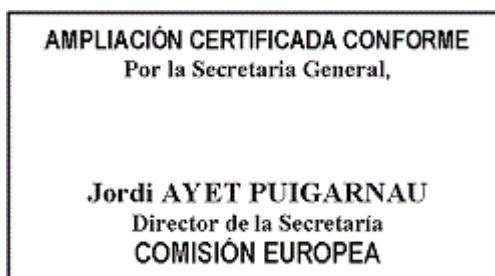 AMPLIACIÓN CERTIFICADA CONFORME
Por la Secretaria General,
Jordi AYET PUIGARNAU
Director de la Secretaría
COMISIÓN EUROPEA